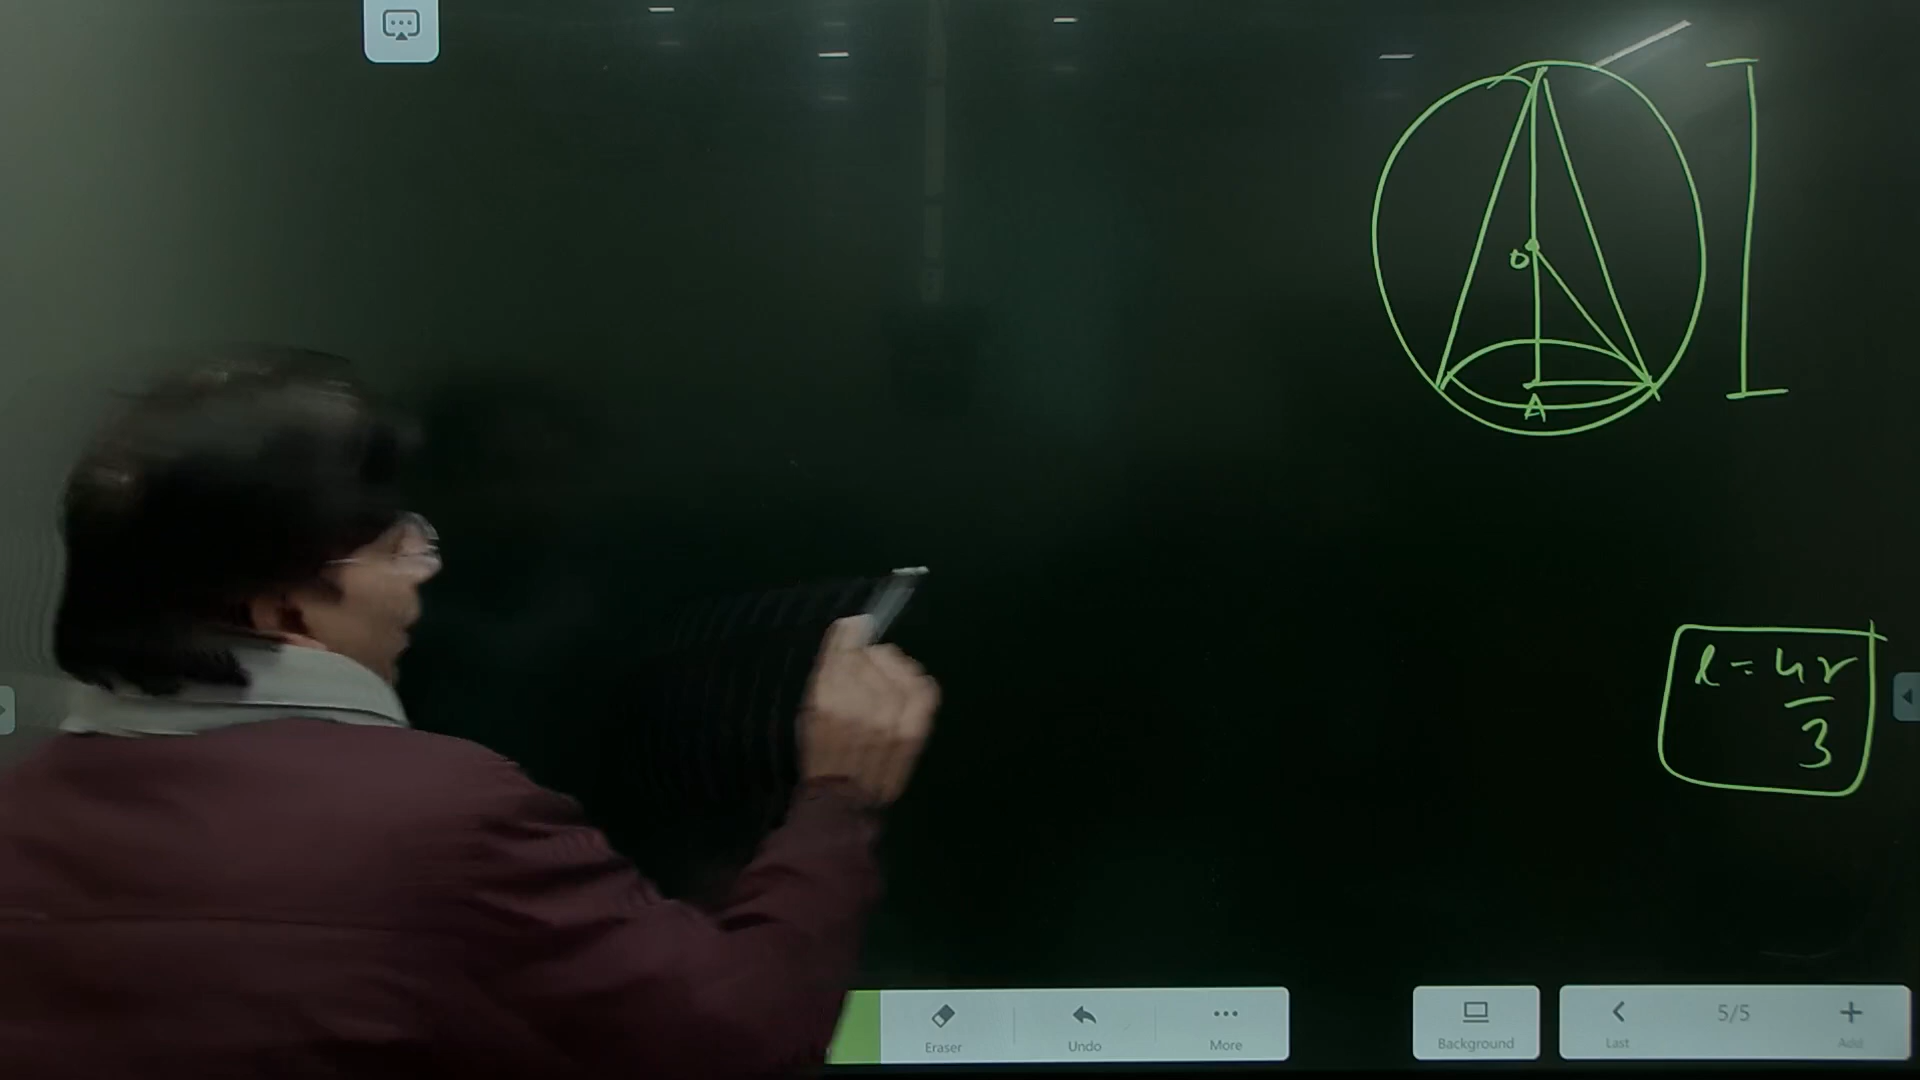 O
A
l = 4r
3
Eraser
Undo
More
Background
Last
5/5
Add